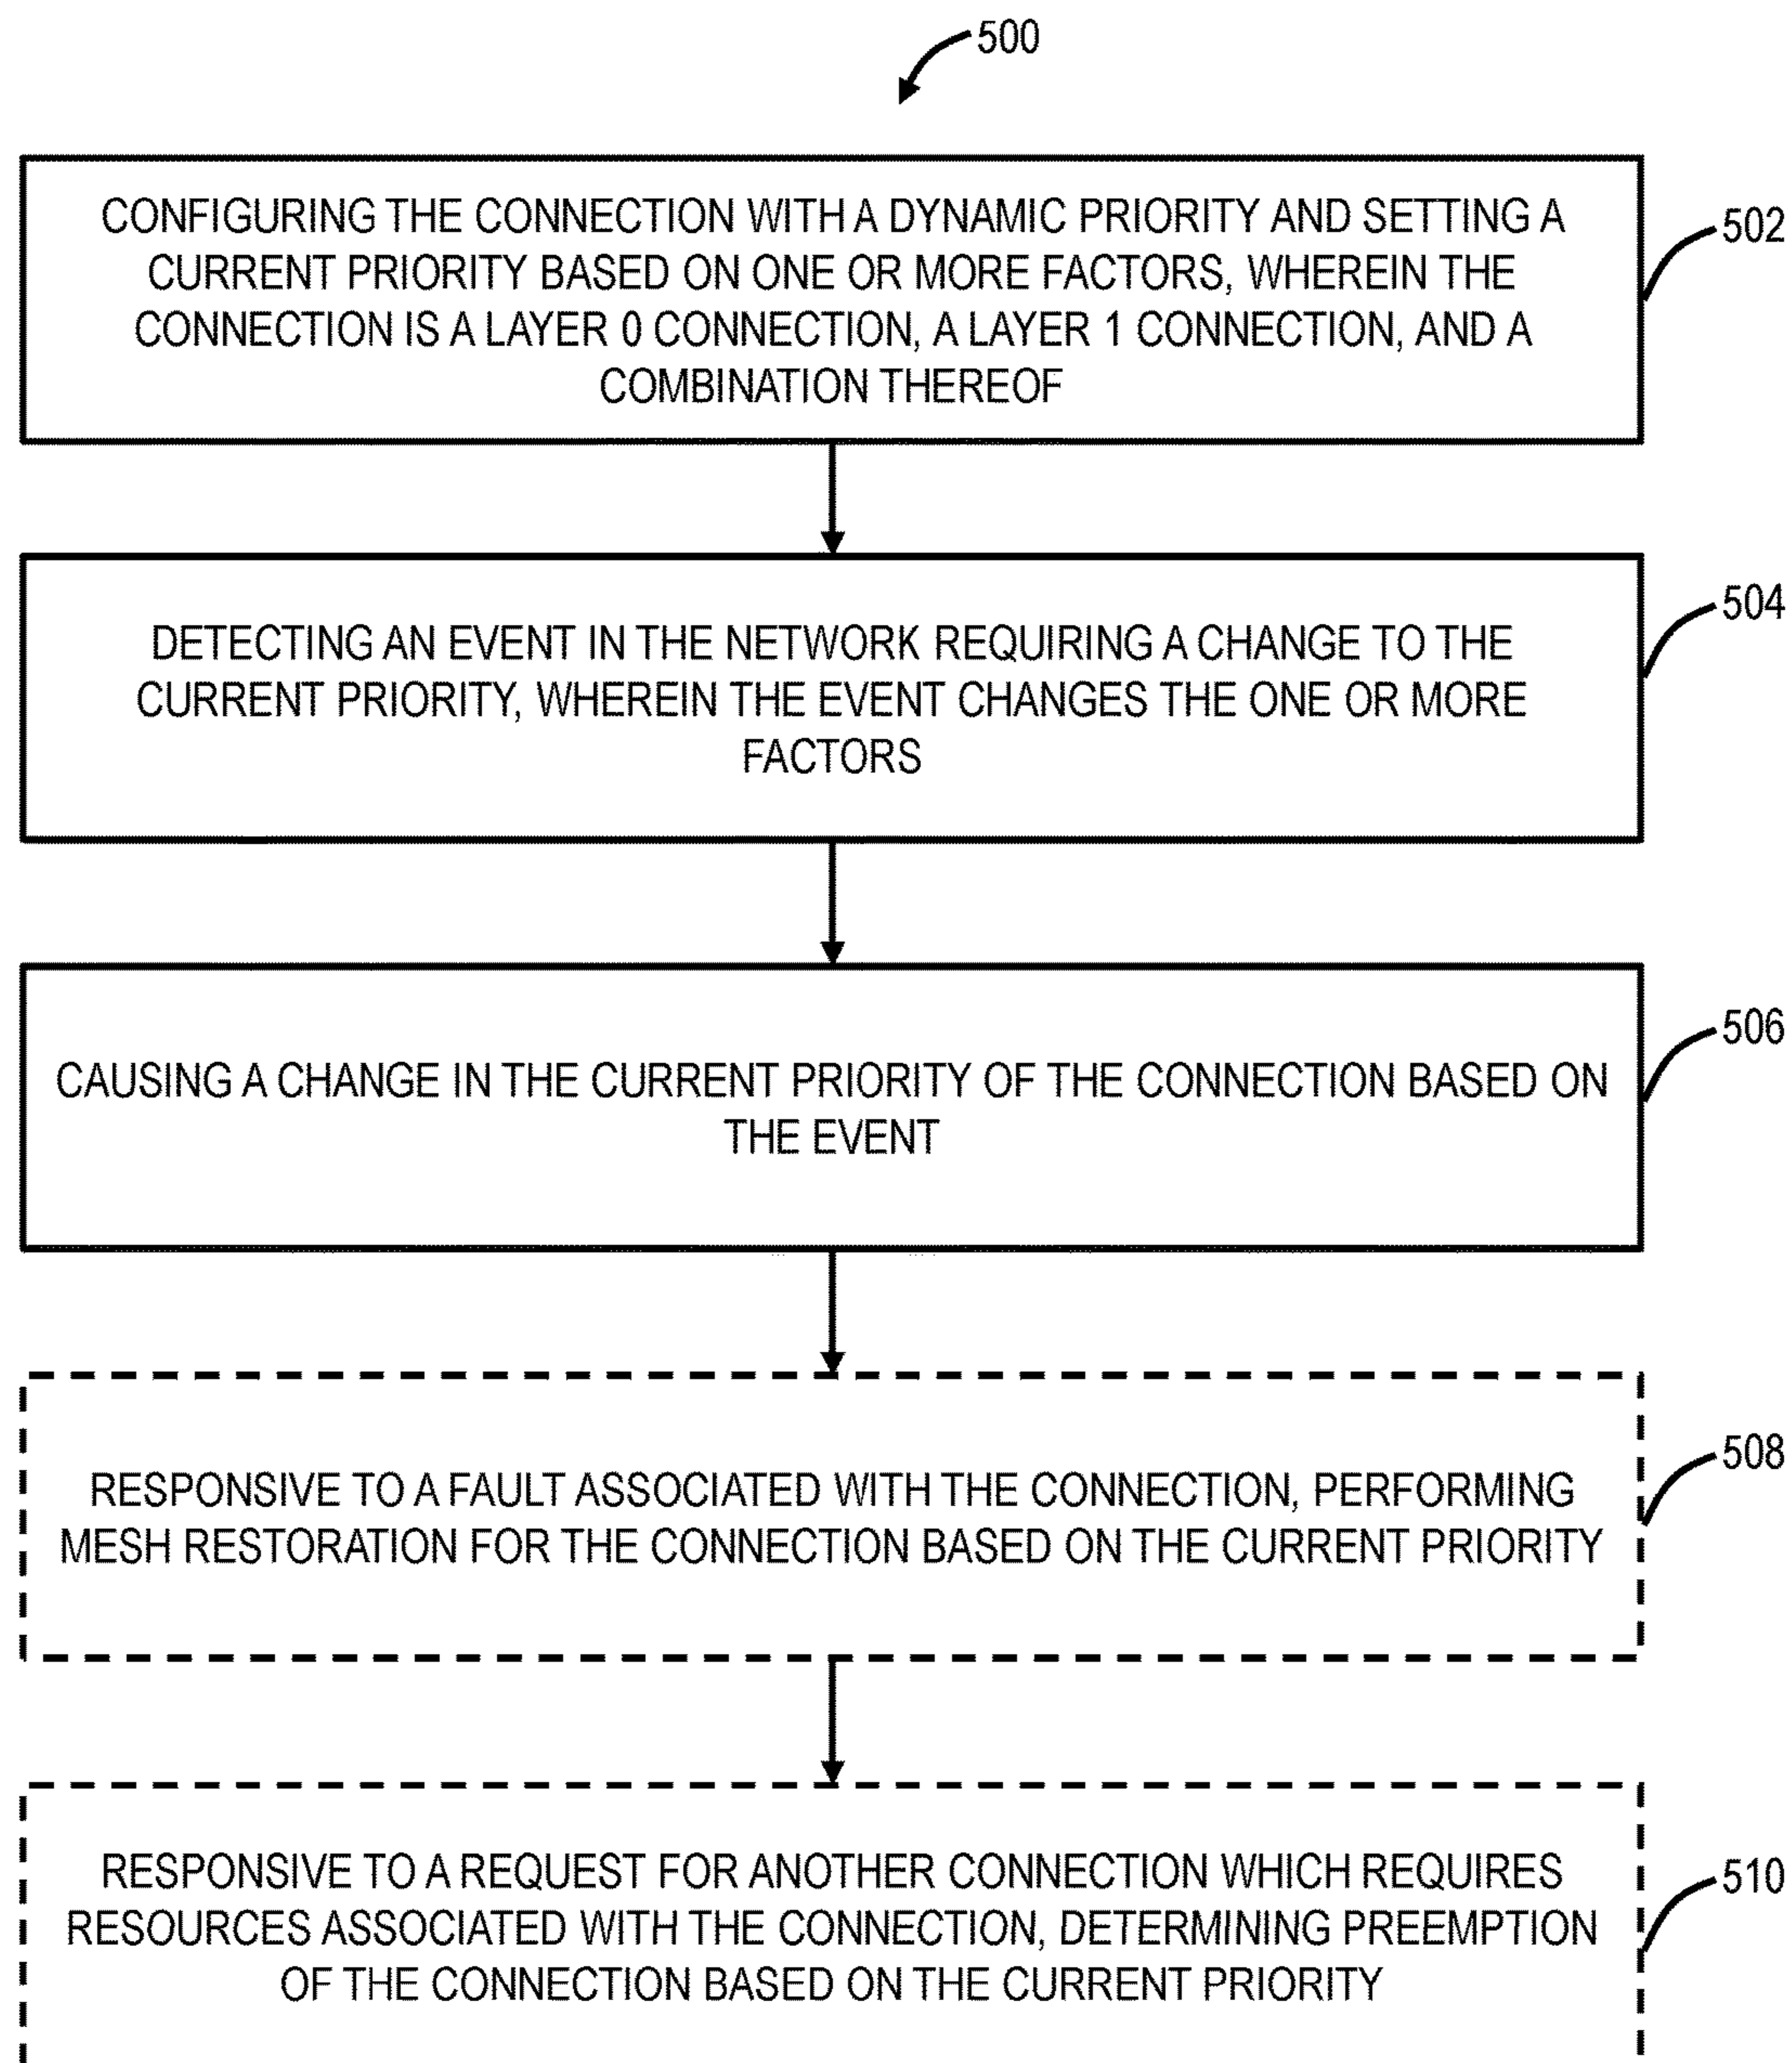 500
CONFIGURING THE CONNECTION WITH A DYNAMIC PRIORITY AND SETTING A
CURRENT PRIORITY BASED ON ONE OR MORE FACTORS, WHEREIN THE
CONNECTION IS A LAYER 0 CONNECTION, A LAYER 1 CONNECTION, AND A
COMBINATION THEREOF
502
DETECTING AN EVENT IN THE NETWORK REQUIRING A CHANGE TO THE
CURRENT PRIORITY, WHEREIN THE EVENT CHANGES THE ONE OR MORE
FACTORS
504
CAUSING A CHANGE IN THE CURRENT PRIORITY OF THE CONNECTION BASED ON
THE EVENT
506
RESPONSIVE TO A FAULT ASSOCIATED WITH THE CONNECTION, PERFORMING
MESH RESTORATION FOR THE CONNECTION BASED ON THE CURRENT PRIORITY
508
RESPONSIVE TO A REQUEST FOR ANOTHER CONNECTION WHICH REQUIRES
RESOURCES ASSOCIATED WITH THE CONNECTION, DETERMINING PREEMPTION
OF THE CONNECTION BASED ON THE CURRENT PRIORITY
510